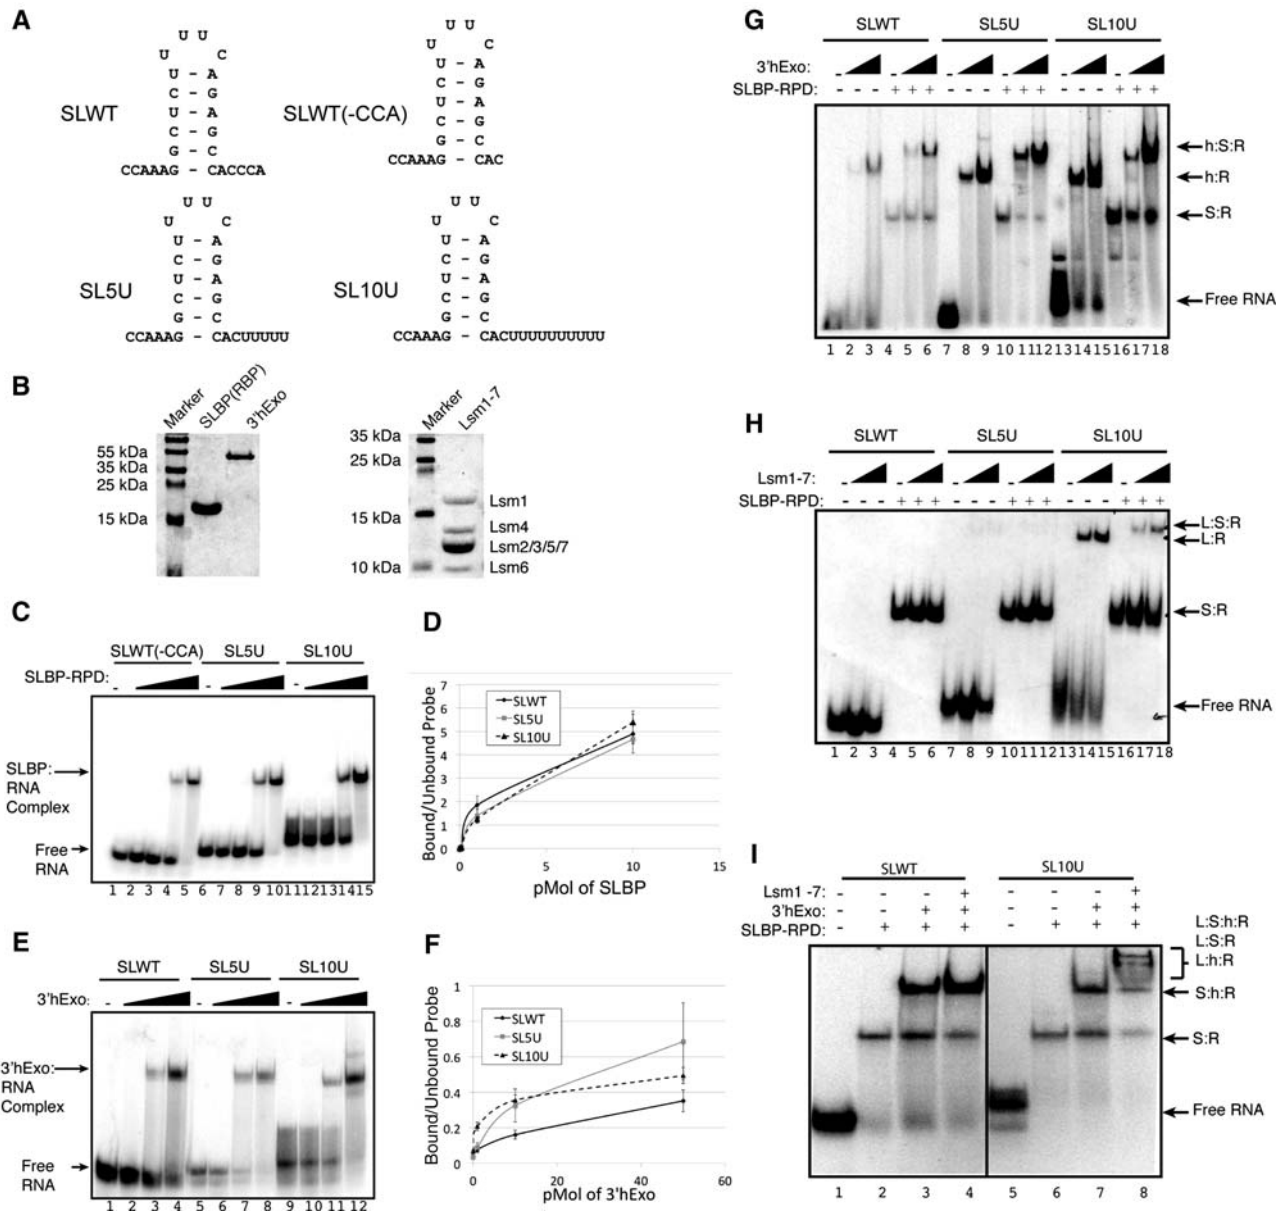 A
U U
U C
U - A
C - G
U - A
C - G
G - C
CCAAAG - CACCCA
SLWT
U U
U C
U - A
C - G
U - A
C - G
G - C
CCAAAG - CAC
SLWT(-CCA)
U U
U C
U - A
C - G
U - A
C - G
G - C
CCAAAG - CACUUUUU
SL5U
U U
U C
U - A
C - G
U - A
C - G
G - C
CCAAAG - CACUUUUUUUUUU
SL10U
B
Marker
SLBP(RBP)
3'hExo
55 kDa
35 kDa
25 kDa
15 kDa
Marker
Lsm1-7
35 kDa
25 kDa
15 kDa
10 kDa
Lsm1
Lsm4
Lsm2/3/5/7
Lsm6
C
SLWT(-CCA) SL5U SL10U
SLBP-RPD: - - -
SLBP:
RNA
Complex
Free
RNA
1 2 3 4 5 6 7 8 9 10 11 12 13 14 15
D
Bound/Unbound Probe
7
6
5
4
3
2
1
0
SLWT
SL5U
SL10U
0 5 10 15
pMol of SLBP
E
SLWT SL5U SL10U
3'hExo: - - -
3'hExo:
RNA
Complex
Free
RNA
1 2 3 4 5 6 7 8 9 10 11 12
F
Bound/Unbound Probe
1
0.8
0.6
0.4
0.2
0
SLWT
SL5U
SL10U
0 20 40 60
pMol of 3'hExo
G
SLWT SL5U SL10U
3'hExo: - - - - - -
SLBP-RPD: - - - + + + - - - + + + - - - + + +
h:S:R
h:R
S:R
Free RNA
1 2 3 4 5 6 7 8 9 10 11 12 13 14 15 16 17 18
H
SLWT SL5U SL10U
Lsm1-7: - - - - - -
SLBP-RPD: - - - + + + - - - + + + - - - + + +
L:S:R
L:R
S:R
Free RNA
1 2 3 4 5 6 7 8 9 10 11 12 13 14 15 16 17 18
I
SLWT SL10U
Lsm1 -7: - - - + - - - +
3'hExo: - - + + - - + +
SLBP-RPD: - + + + - + + +
L:S:h:R
L:S:R
L:h:R
S:h:R
S:R
Free RNA
1 2 3 4 5 6 7 8